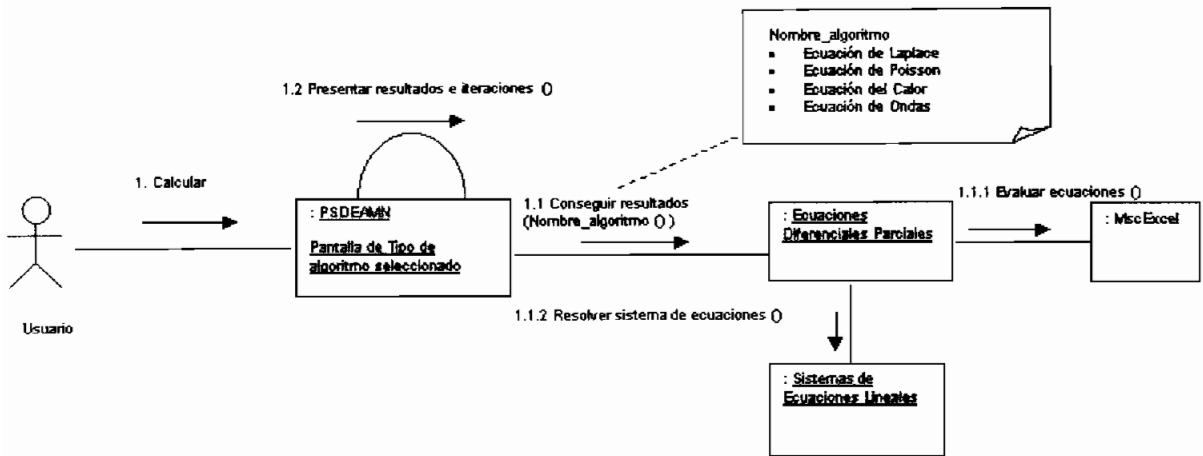 Nombre_algoritmo
▪ Ecuación de Laplace
▪ Ecuación de Poisson
▪ Ecuación del Calor
▪ Ecuación de Ondas
1.2 Presentar resultados e iteraciones ()
1. Calcular
1.1 Conseguir resultados
(Nombre_algoritmo () )
1.1.1 Evaluar ecuaciones ()
: PSDEAMN
Pantalla de Tipo de
algoritmo seleccionado
: Ecuaciones
Diferenciales Parciales
: MscExcel
Usuario
1.1.2 Resolver sistema de ecuaciones ()
: Sistemas de
Ecuaciones Lineales